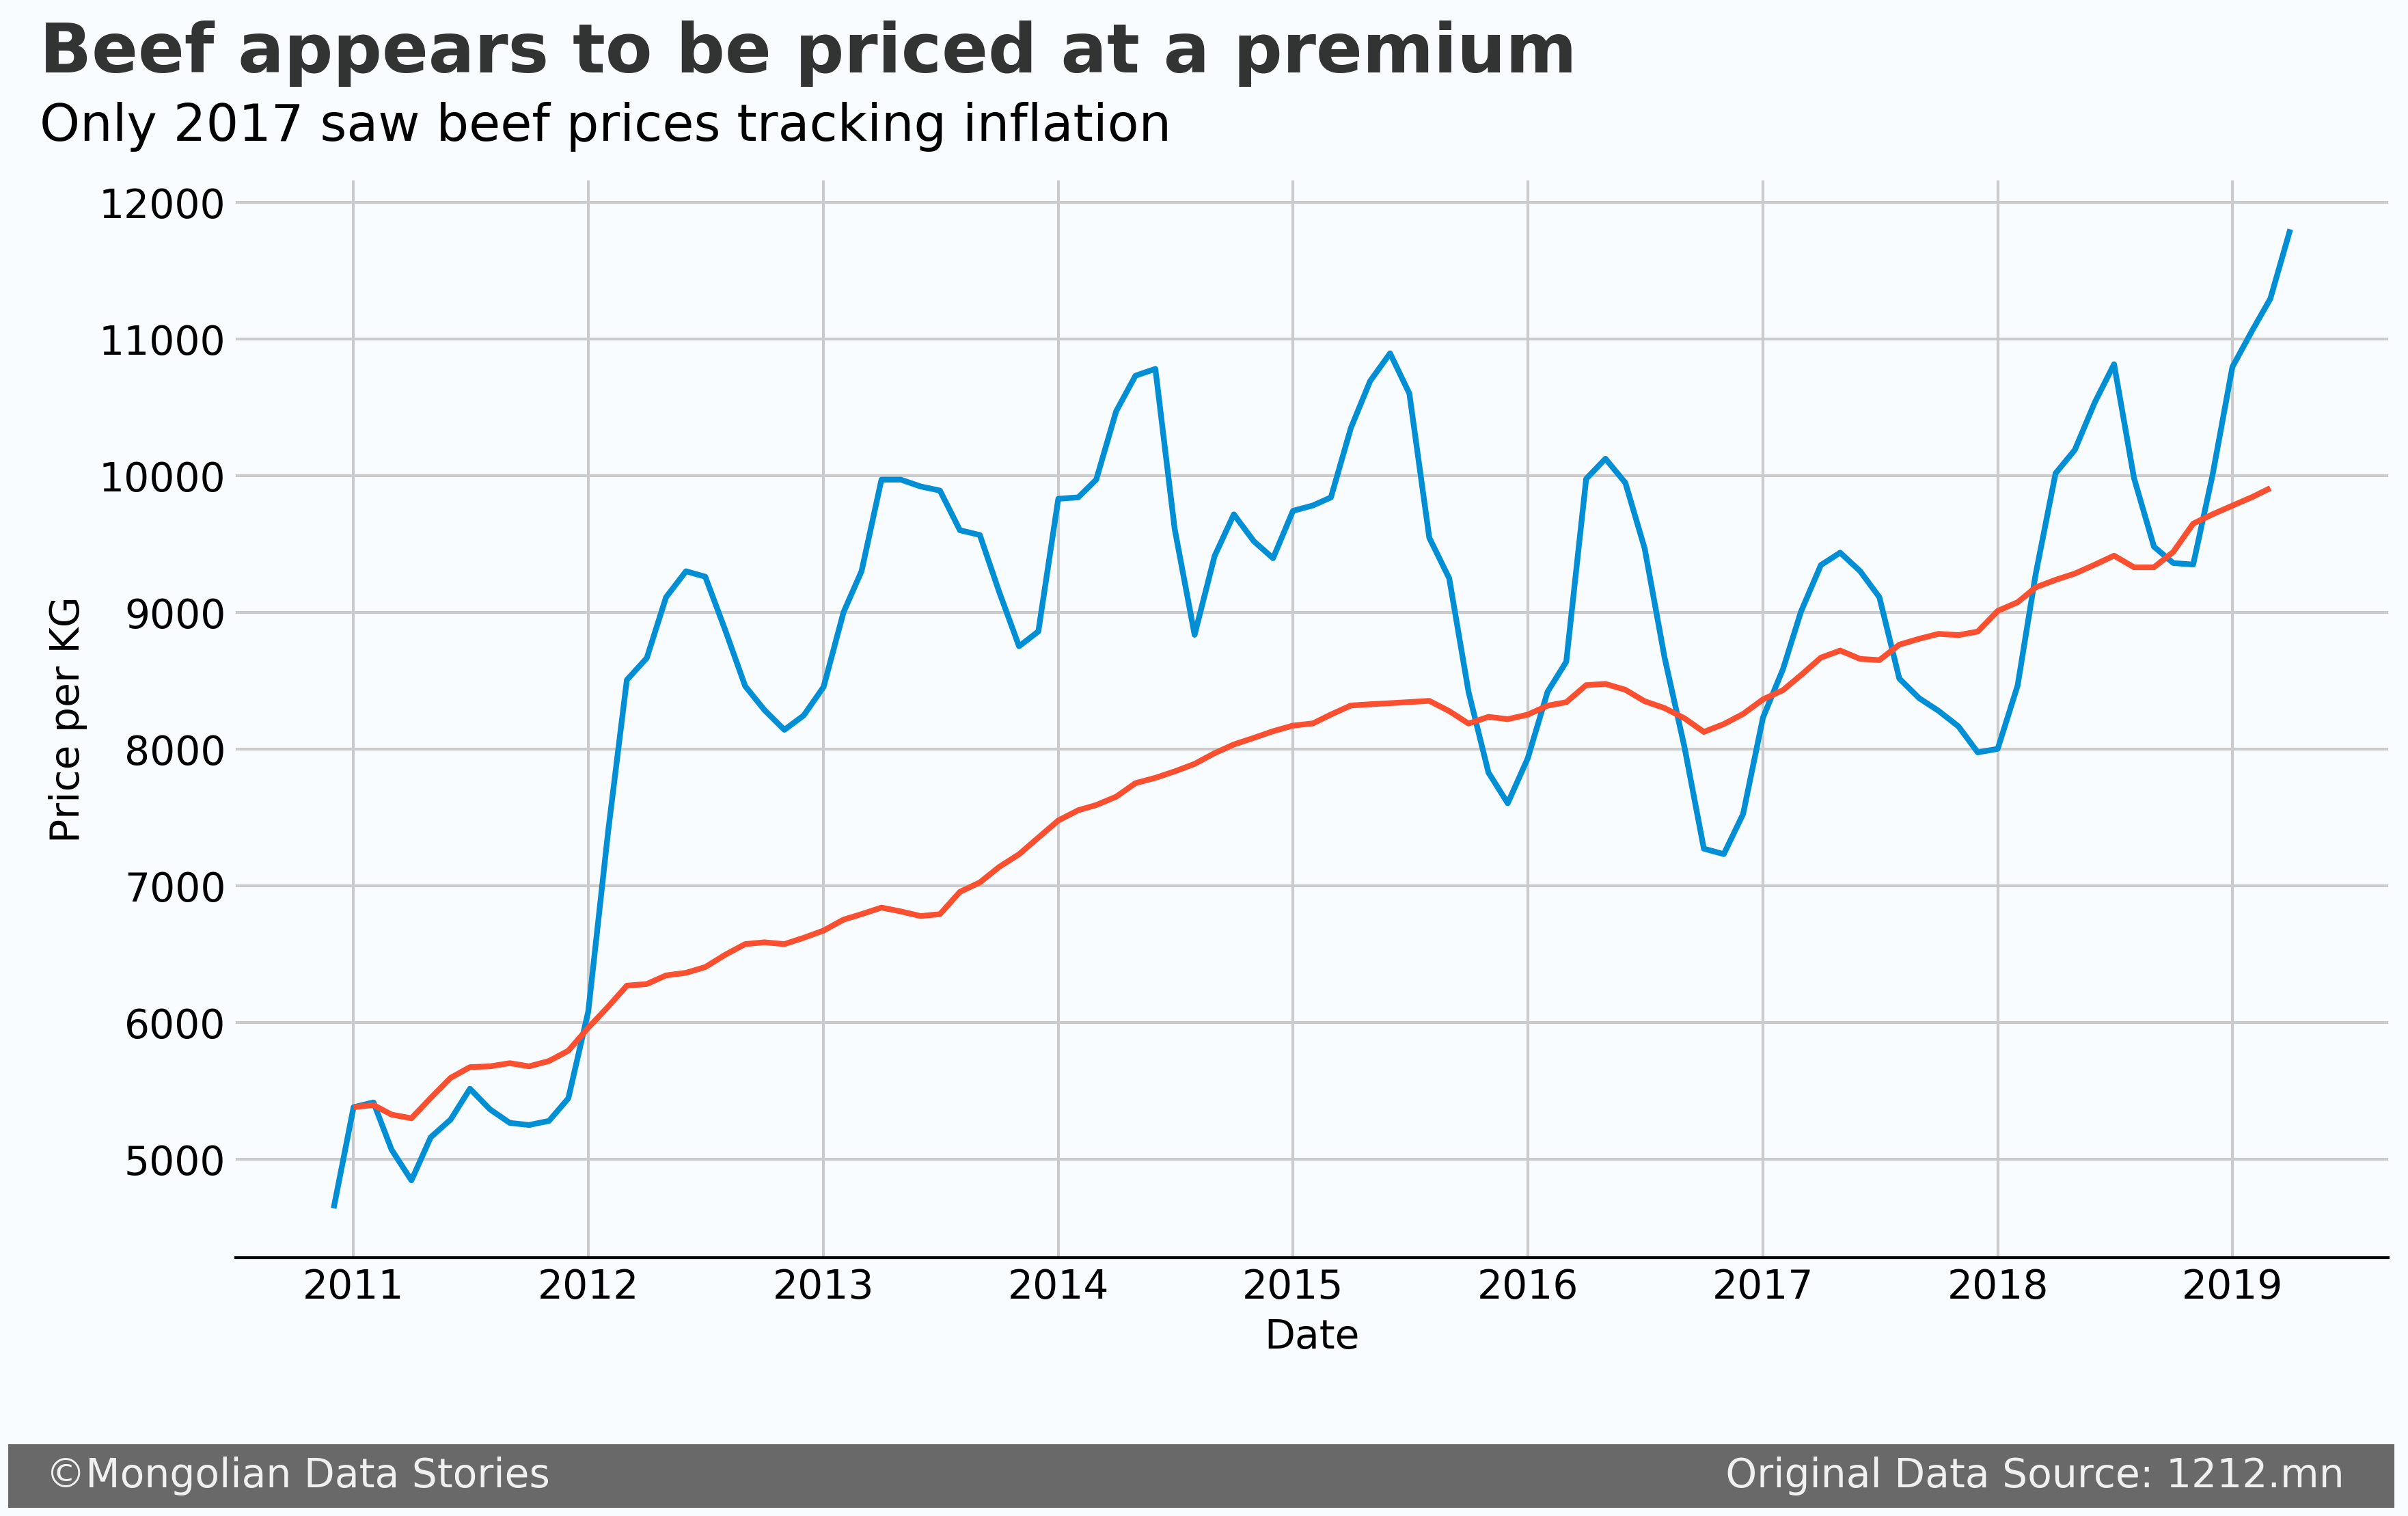 Beef appears to be priced at a premium
Only 2017 saw beef prices tracking inflation
12000
11000
10000
9000
8000
7000
6000
5000
Price per KG
2011 2012 2013 2014 2015 2016 2017 2018 2019
Date
©Mongolian Data Stories
Original Data Source: 1212.mn